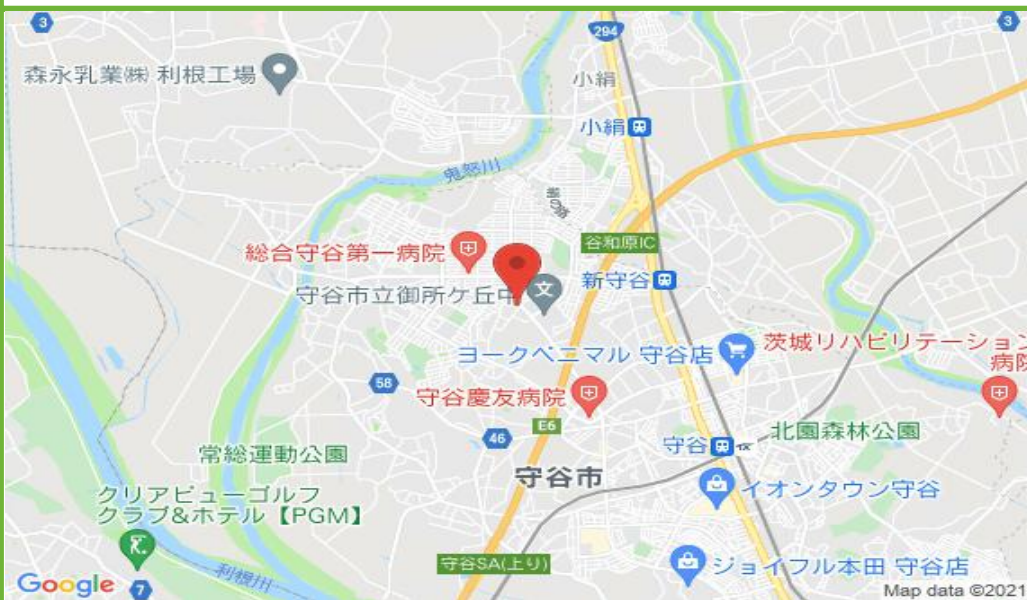 3
294
3
森永乳業㈱ 利根工場
小絹
小絹
鬼怒川
谷和原IC
総合守谷第一病院
新守谷
守谷市立御所ケ丘中
文
ヨークベニマル 守谷店
茨城リハビリテーション
病院
58
守谷慶友病院
E6
46
守谷
北園森林公園
常総運動公園
守谷市
クリアビューゴルフ
クラブ&ホテル【PGM】
イオンタウン守谷
守谷SA(上り)
ジョイフル本田 守谷店
利根川
Google
7
Map data ©2021